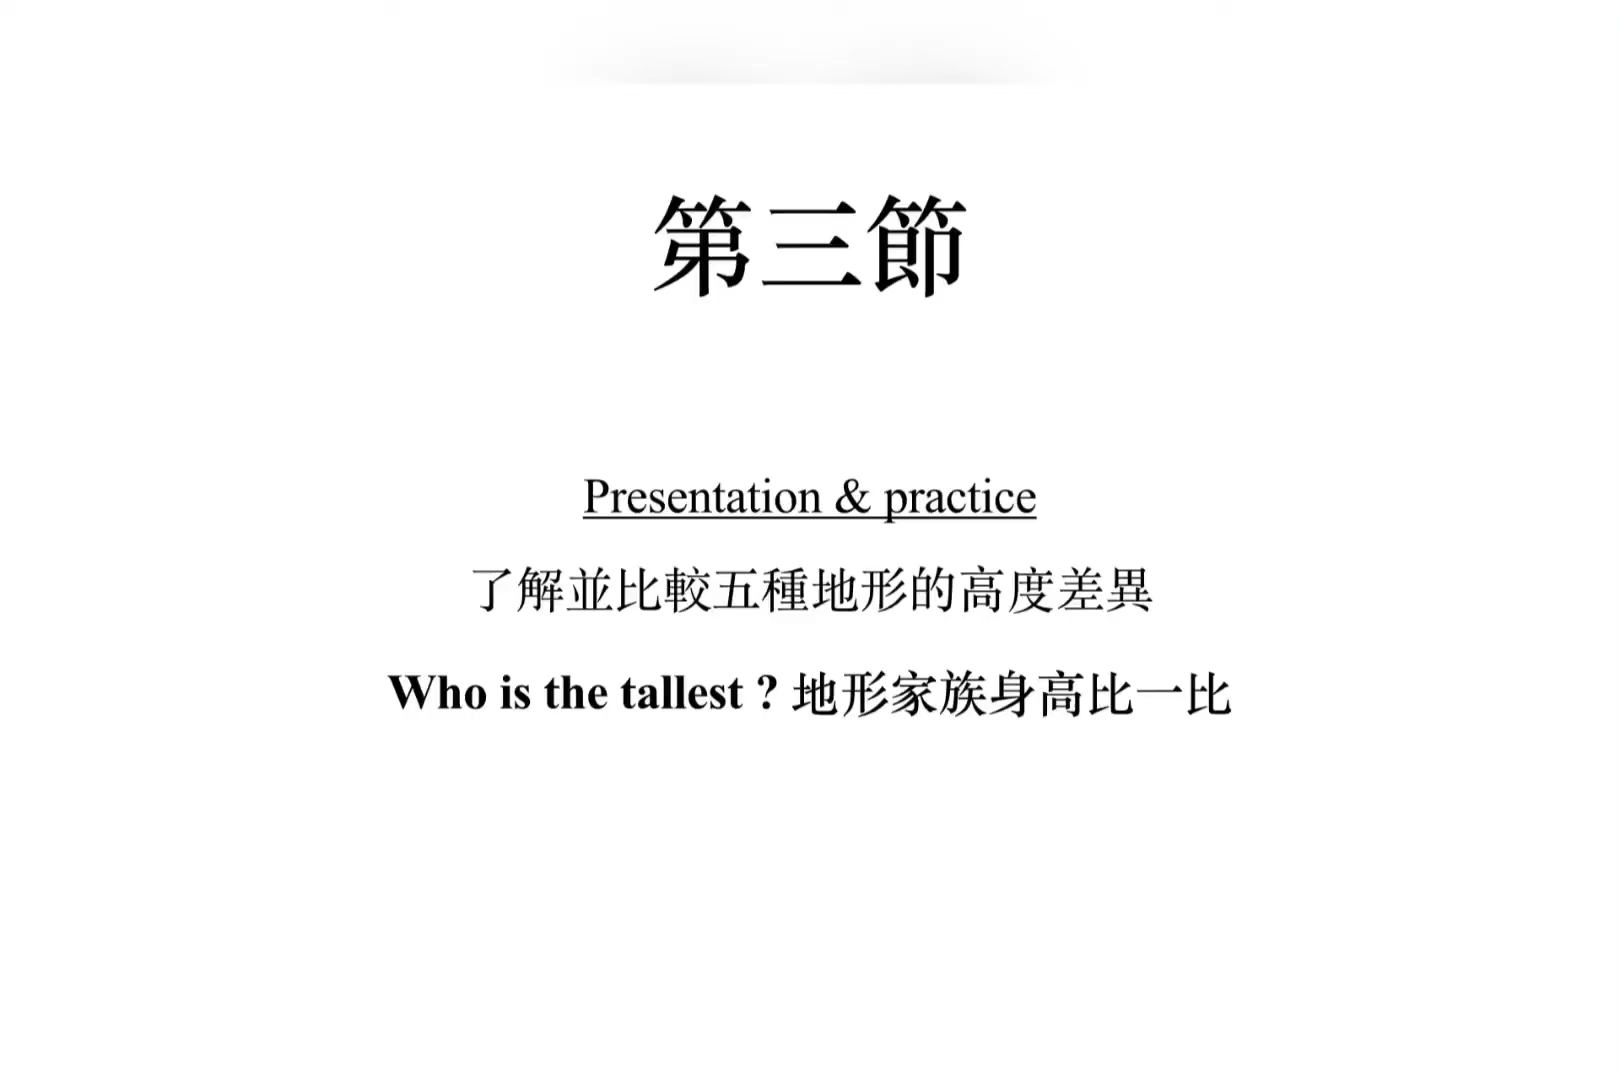 第三節
Presentation & practice
了解並比較五種地形的高度差異
Who is the tallest ? 地形家族身高比一比